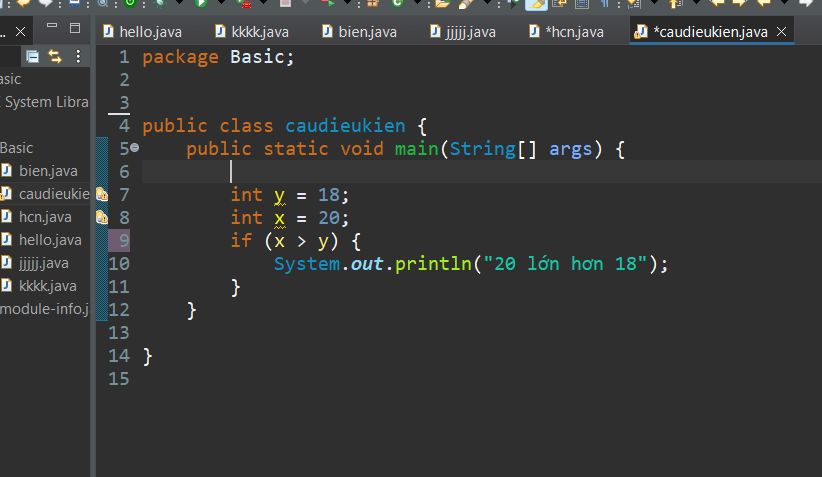 hello.java kkkk.java bien.java jjjjj.java *hcn.java *caudieukien.java
asic
System Libra
Basic
bien.java
caudieukie
hcn.java
hello.java
jjjjj.java
kkkk.java
module-info.j
1 package Basic;
2
3
4 public class caudieukien {
5 public static void main(String[] args) {
6
7 int y = 18;
8 int x = 20;
9 if (x > y) {
10 System.out.println("20 lớn hơn 18");
11 }
12 }
13
14 }
15